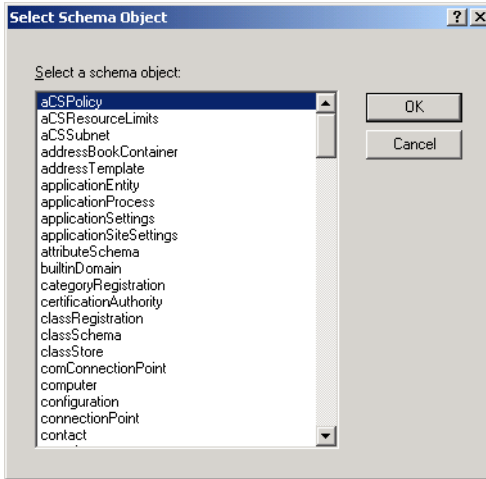 Select Schema Object
Select a schema object:
aCSPolicy
aCSResourceLimits
aCSSubnet
addressBookContainer
addressTemplate
applicationEntity
applicationProcess
applicationSettings
applicationSiteSettings
attributeSchema
builtinDomain
categoryRegistration
certificationAuthority
classRegistration
classSchema
classStore
comConnectionPoint
computer
configuration
connectionPoint
contact
OK
Cancel